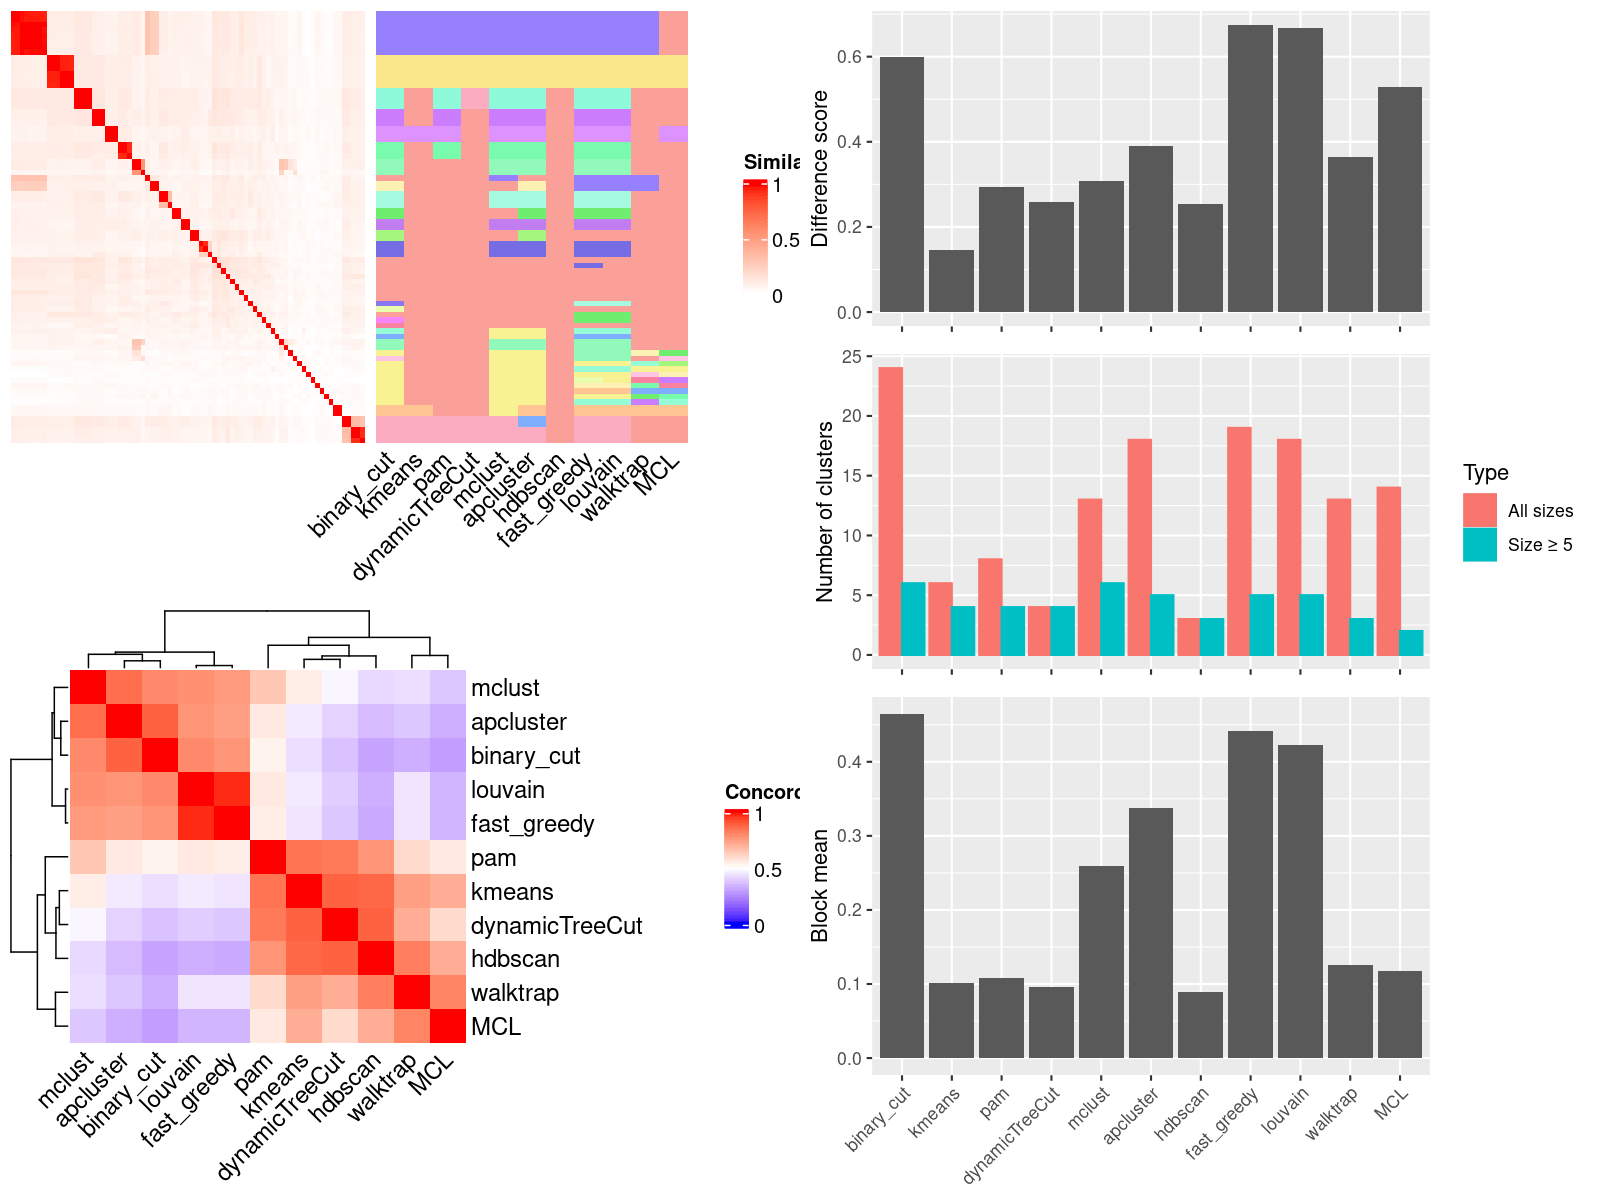 Simila
1
0.5
0
binary_cut
kmeans
pam
dynamicTreeCut
mclust
apcluster
hdbscan
fast_greedy
louvain
walktrap
MCL
Difference score
0.6
0.4
0.2
0.0
Number of clusters
25
20
15
10
5
0
Type
All sizes
Size ≥ 5
mclust
apcluster
binary_cut
louvain
fast_greedy
pam
kmeans
dynamicTreeCut
hdbscan
walktrap
MCL
mclust
apcluster
binary_cut
louvain
fast_greedy
pam
kmeans
dynamicTreeCut
hdbscan
walktrap
MCL
Concord
1
0.5
0
Block mean
0.4
0.3
0.2
0.1
0.0
binary_cut
kmeans
pam
dynamicTreeCut
mclust
apcluster
hdbscan
fast_greedy
louvain
walktrap
MCL